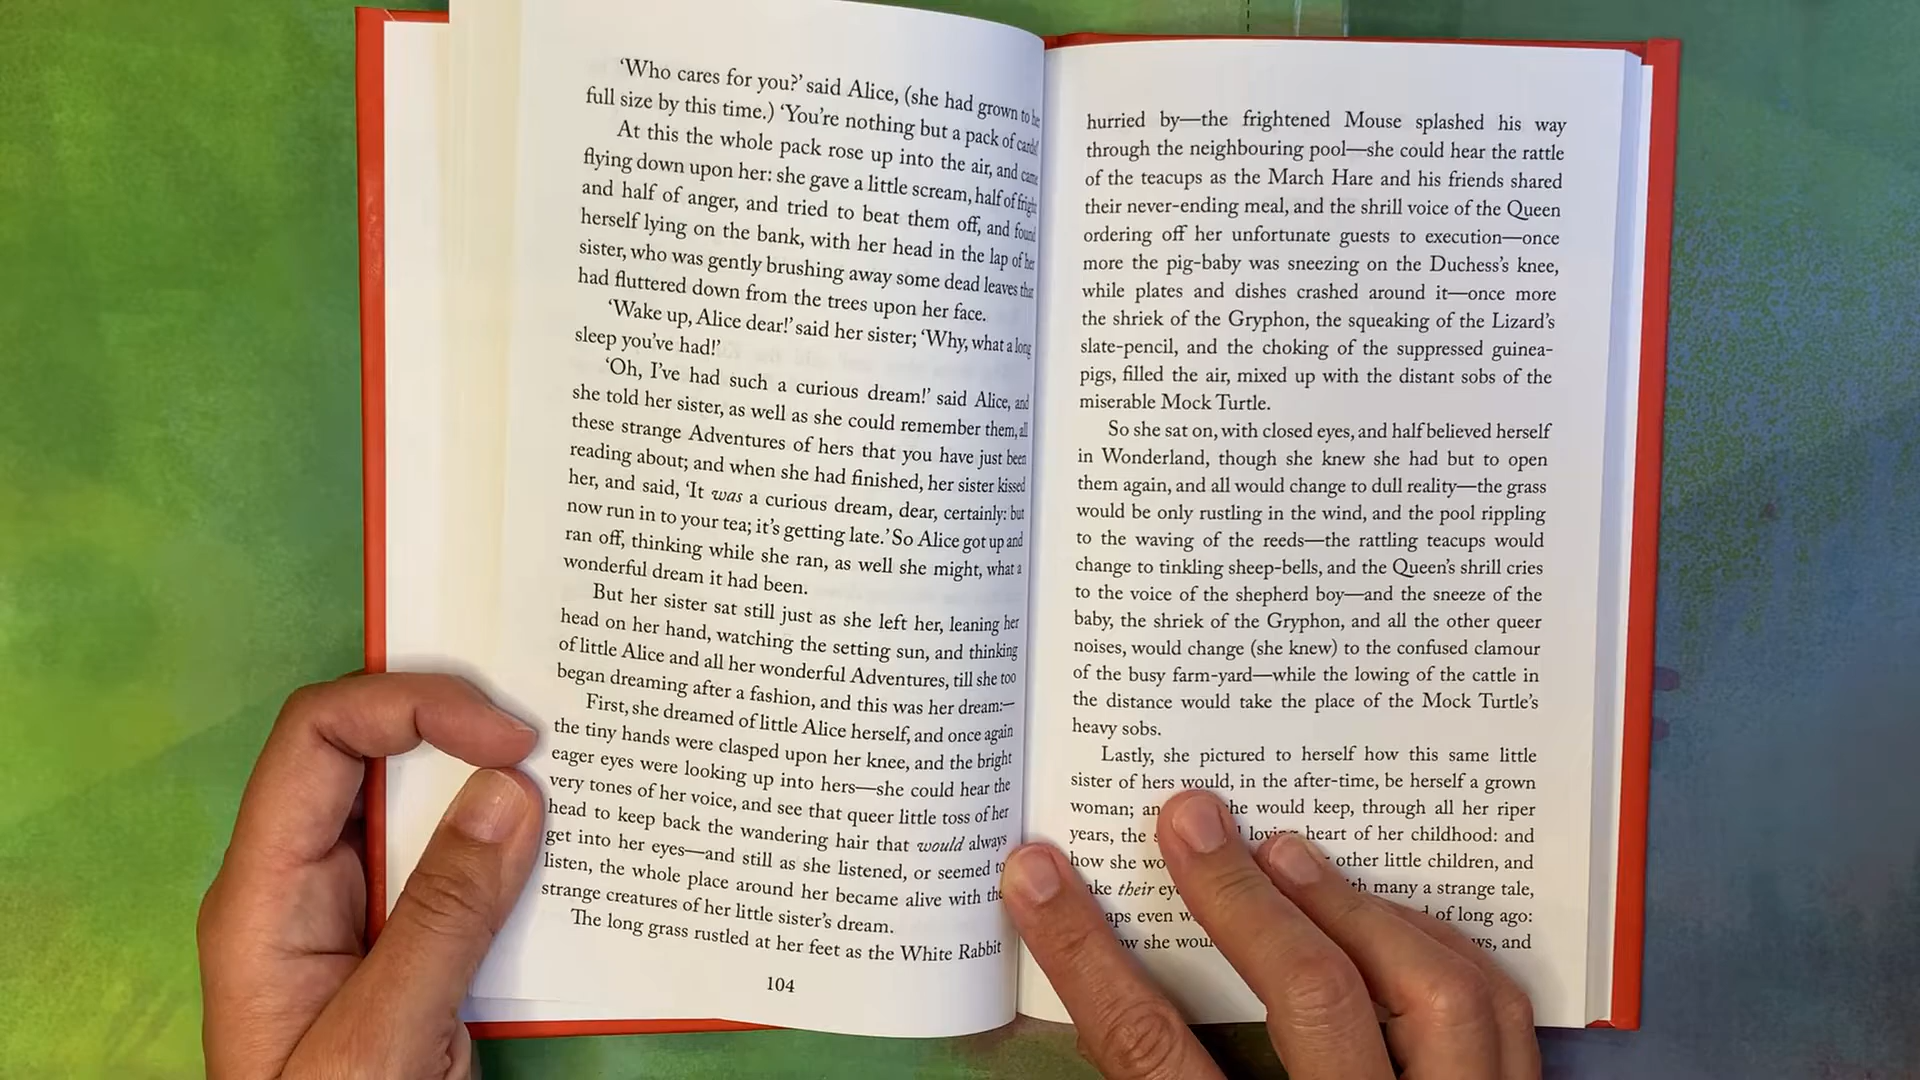 ‘Who cares for you?’ said Alice, (she had grown to her
full size by this time.) ‘You’re nothing but a pack of cards!’
At this the whole pack rose up into the air, and came
flying down upon her: she gave a little scream, half of fright
and half of anger, and tried to beat them off, and found
herself lying on the bank, with her head in the lap of her
sister, who was gently brushing away some dead leaves that
had fluttered down from the trees upon her face.
‘Wake up, Alice dear!’ said her sister; ‘Why, what a long
sleep you’ve had!’
‘Oh, I’ve had such a curious dream!’ said Alice, and
she told her sister, as well as she could remember them, all
these strange Adventures of hers that you have just been
reading about; and when she had finished, her sister kissed
her, and said, ‘It was a curious dream, dear, certainly: but
now run in to your tea; it’s getting late.’ So Alice got up and
ran off, thinking while she ran, as well she might, what a
wonderful dream it had been.
But her sister sat still just as she left her, leaning her
head on her hand, watching the setting sun, and thinking
of little Alice and all her wonderful Adventures, till she too
began dreaming after a fashion, and this was her dream:—
First, she dreamed of little Alice herself, and once again
the tiny hands were clasped upon her knee, and the bright
eager eyes were looking up into hers—she could hear the
very tones of her voice, and see that queer little toss of her
head to keep back the wandering hair that would always
get into her eyes—and still as she listened, or seemed to
listen, the whole place around her became alive with the
strange creatures of her little sister’s dream.
The long grass rustled at her feet as the White Rabbit
104
hurried by—the frightened Mouse splashed his way
through the neighbouring pool—she could hear the rattle
of the teacups as the March Hare and his friends shared
their never-ending meal, and the shrill voice of the Queen
ordering off her unfortunate guests to execution—once
more the pig-baby was sneezing on the Duchess’s knee,
while plates and dishes crashed around it—once more
the shriek of the Gryphon, the squeaking of the Lizard’s
slate-pencil, and the choking of the suppressed guinea-
pigs, filled the air, mixed up with the distant sobs of the
miserable Mock Turtle.
So she sat on, with closed eyes, and half believed herself
in Wonderland, though she knew she had but to open
them again, and all would change to dull reality—the grass
would be only rustling in the wind, and the pool rippling
to the waving of the reeds—the rattling teacups would
change to tinkling sheep-bells, and the Queen’s shrill cries
to the voice of the shepherd boy—and the sneeze of the
baby, the shriek of the Gryphon, and all the other queer
noises, would change (she knew) to the confused clamour
of the busy farm-yard—while the lowing of the cattle in
the distance would take the place of the Mock Turtle’s
heavy sobs.
Lastly, she pictured to herself how this same little
sister of hers would, in the after-time, be herself a grown
woman; he would keep, through all her riper
years, the loving heart of her childhood: and
how she other little children, and
their many a strange tale,
even of long ago:
she and